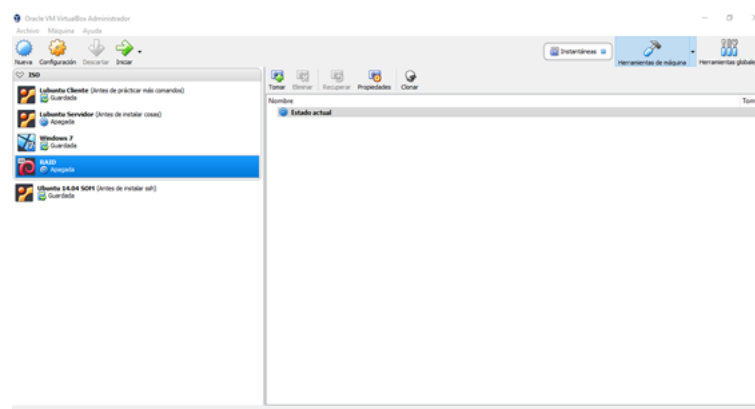 Oracle VM VirtualBox Administrador
Archivo Máquina Ayuda
Nueva Configuración Descartar Iniciar
Instantáneas
Herramientas de máquina
Herramientas globale
ISO
Lubuntu Cliente (Antes de prácticar más comandos)
Guardada
Lubuntu Servidor (Antes de instalar cosas)
Apagada
Windows 7
Guardada
RAID
Apagada
Ubuntu 14.04 SOM (Antes de instalar ssh)
Guardada
Tomar Eliminar Recuperar Propiedades Clonar
Nombre Tom
Estado actual